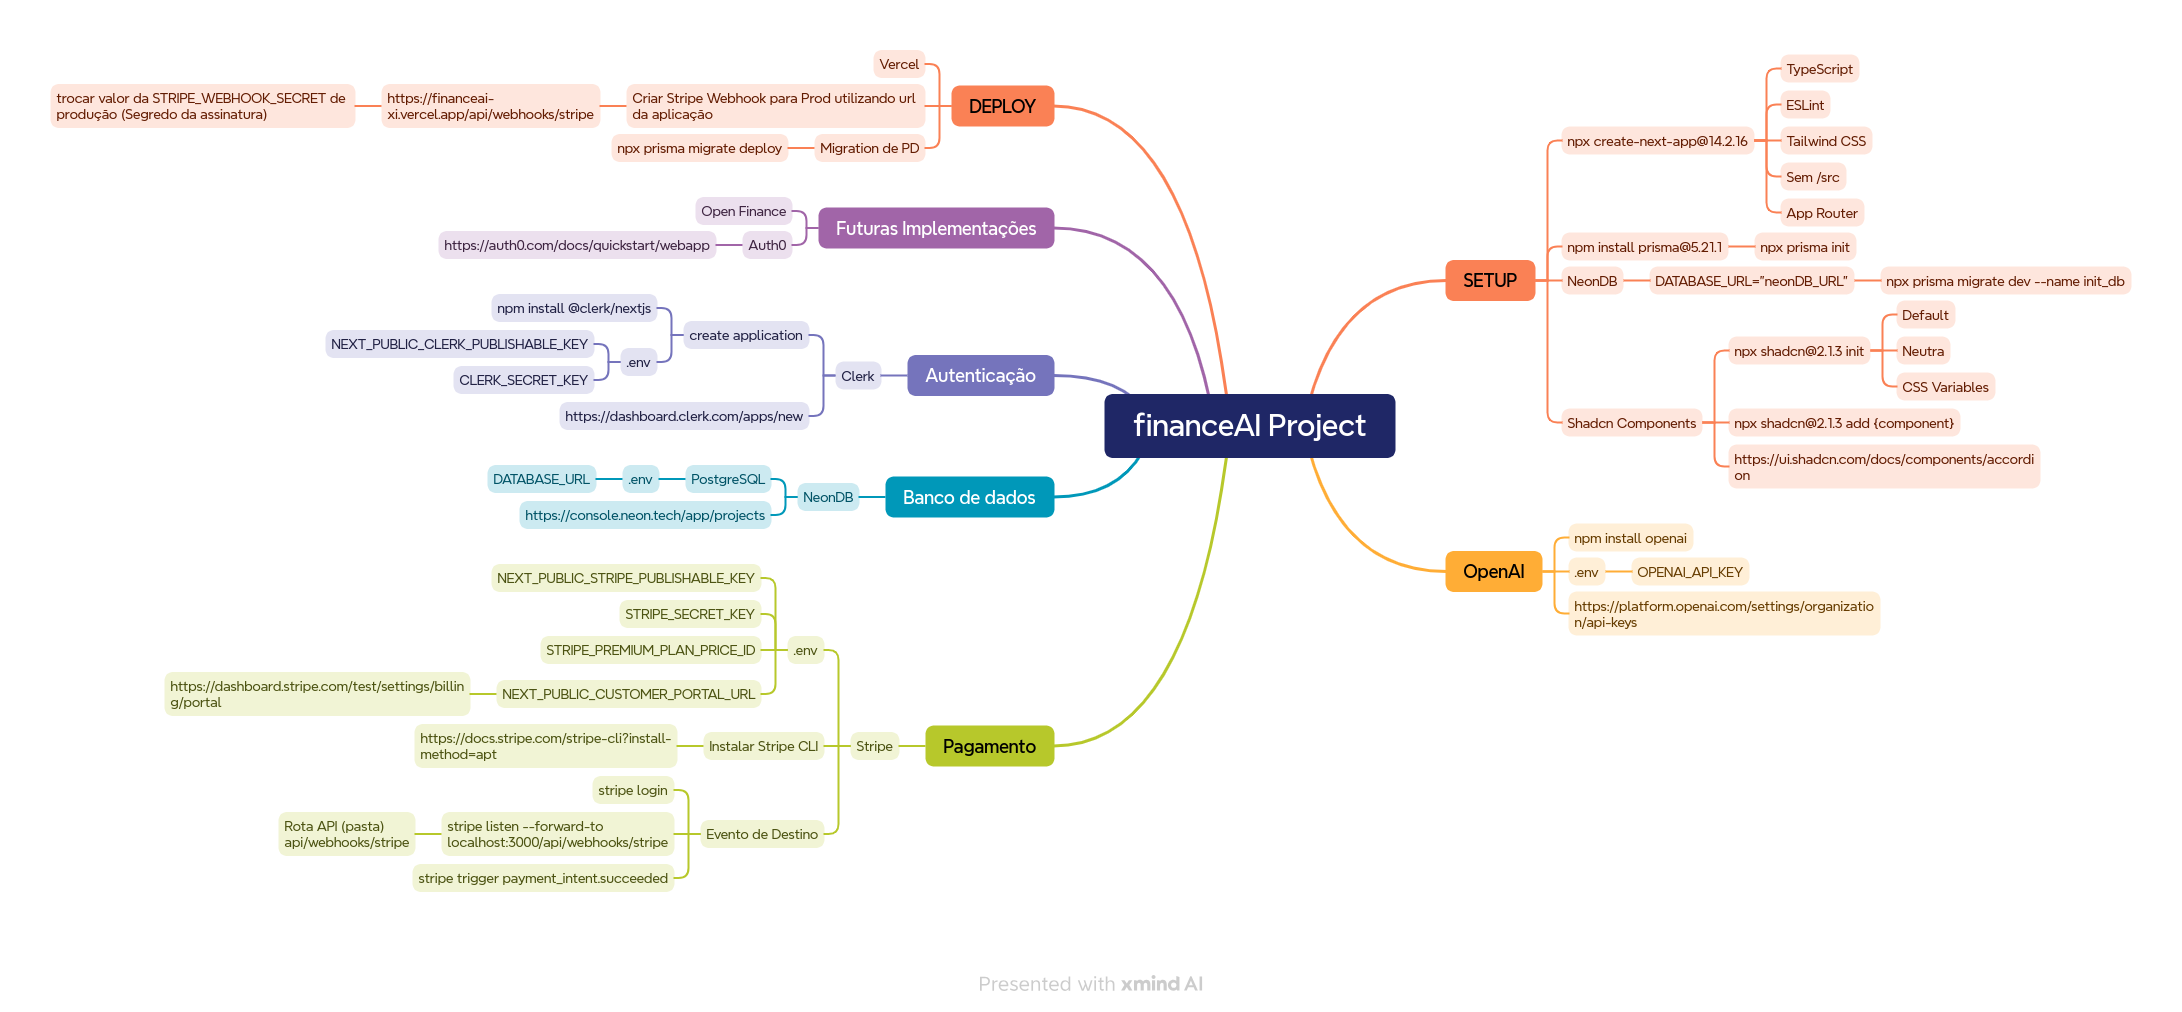 finance AI Project
DEPLOY
Vercel
Criar Stripe Webhook para Prod utilizando url
da aplicação
https://financeai-
xi.vercel.app/api/webhooks/stripe
trocar valor da STRIPE_WEBHOOK_SECRET de
produção (Segredo da assinatura)
Migration de PD
npx prisma migrate deploy
Futuras Implementações
Open Finance
Auth0
https://auth0.com/docs/quickstart/webapp
Autenticação
Clerk
create application
npm install @clerk/nextjs
.env
NEXT_PUBLIC_CLERK_PUBLISHABLE_KEY
CLERK_SECRET_KEY
https://dashboard.clerk.com/apps/new
Banco de dados
NeonDB
PostgreSQL
.env
DATABASE_URL
https://console.neon.tech/app/projects
Pagamento
Stripe
.env
NEXT_PUBLIC_STRIPE_PUBLISHABLE_KEY
STRIPE_SECRET_KEY
STRIPE_PREMIUM_PLAN_PRICE_ID
NEXT_PUBLIC_CUSTOMER_PORTAL_URL
https://dashboard.stripe.com/test/settings/billin
g/portal
Instalar Stripe CLI
https://docs.stripe.com/stripe-cli?install-
method=apt
Evento de Destino
stripe login
stripe listen --forward-to
localhost:3000/api/webhooks/stripe
Rota API (pasta)
api/webhooks/stripe
stripe trigger payment_intent.succeeded
SETUP
npx create-next-app@14.2.16
TypeScript
ESLint
Tailwind CSS
Sem /src
App Router
npm install prisma@5.21.1
npx prisma init
NeonDB
DATABASE_URL="neonDB_URL"
npx prisma migrate dev --name init_db
Shadcn Components
npx shadcn@2.1.3 init
Default
Neutra
CSS Variables
npx shadcn@2.1.3 add {component}
https://ui.shadcn.com/docs/components/accordi
on
OpenAI
npm install openai
.env
OPENAI_API_KEY
https://platform.openai.com/settings/organizatio
n/api-keys
Presented with xmind AI